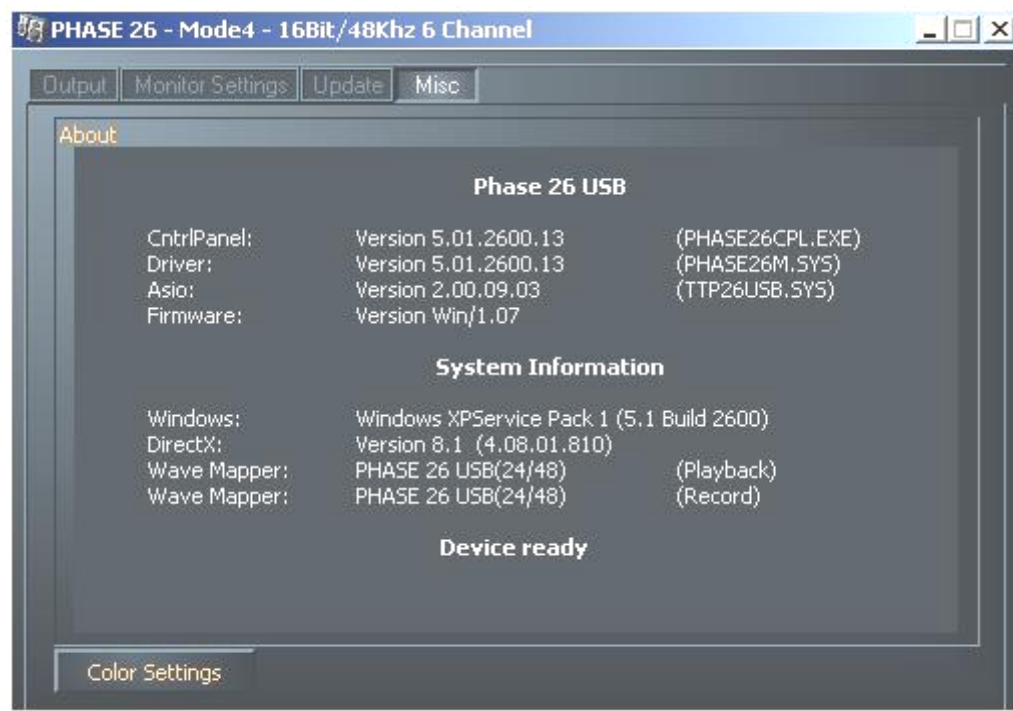 PHASE 26 - Mode4 - 16Bit/48Khz 6 Channel
Output Monitor Settings Update Misc
About
Phase 26 USB
CntrlPanel: Version 5.01.2600.13 (PHASE26CPL.EXE)
Driver: Version 5.01.2600.13 (PHASE26M.SYS)
Asio: Version 2.00.09.03 (TTP26USB.SYS)
Firmware: Version Win/1.07
System Information
Windows: Windows XPService Pack 1 (5.1 Build 2600)
DirectX: Version 8.1 (4.08.01.810)
Wave Mapper: PHASE 26 USB(24/48) (Playback)
Wave Mapper: PHASE 26 USB(24/48) (Record)
Device ready
Color Settings